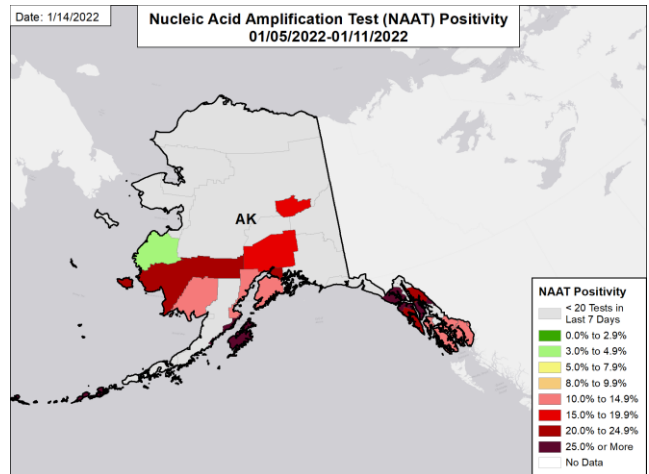 Date: 1/14/2022
Nucleic Acid Amplification Test (NAAT) Positivity
01/05/2022-01/11/2022
AK
NAAT Positivity
< 20 Tests in
Last 7 Days
0.0% to 2.9%
3.0% to 4.9%
5.0% to 7.9%
8.0% to 9.9%
10.0% to 14.9%
15.0% to 19.9%
20.0% to 24.9%
25.0% or More
No Data